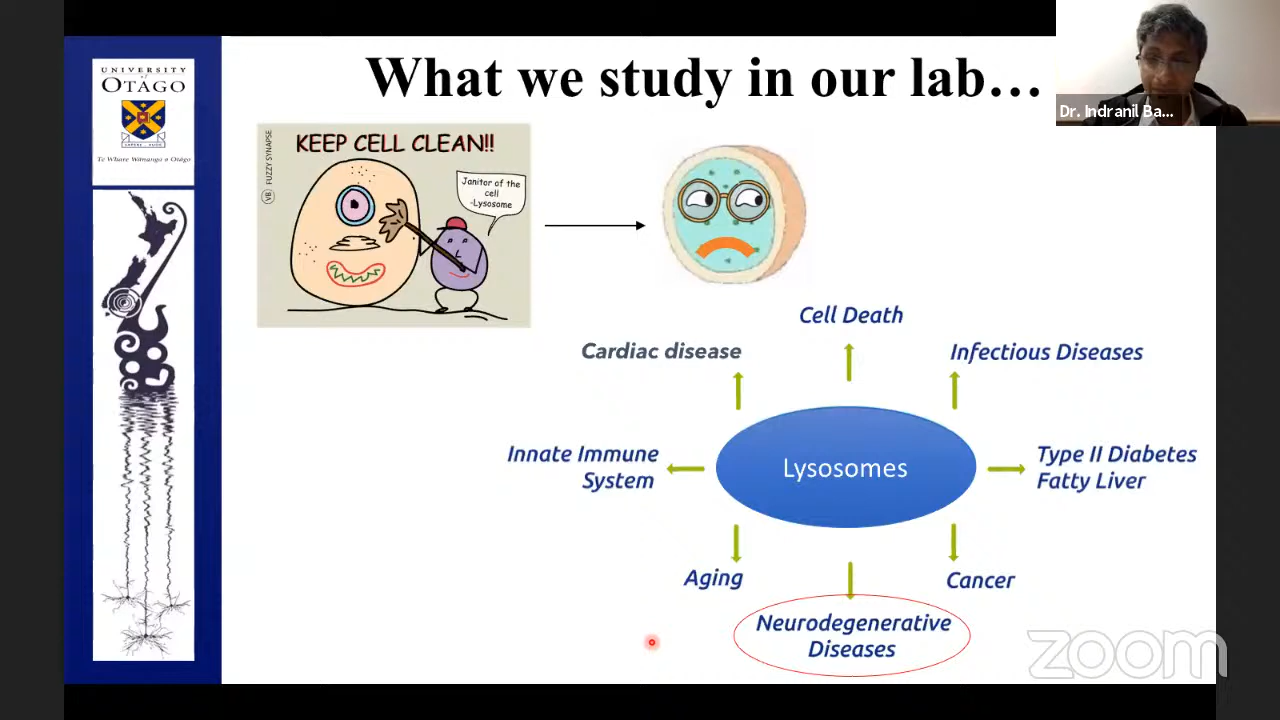 What we study in our lab…
Dr. Indranil Ba...
UNIVERSITY
of
OTAGO
Te Whare Wānanga o Otāgo
KEEP CELL CLEAN!!
VB
FUZZY SYNAPSE
Janitor of the
cell
-Lysosome
Cell Death
Cardiac disease
Infectious Diseases
Innate Immune
System
Lysosomes
Type II Diabetes
Fatty Liver
Aging
Cancer
Neurodegenerative
Diseases
zoom